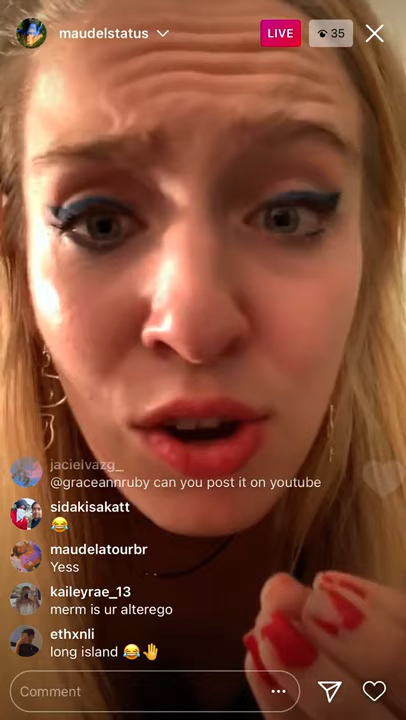 maudelstatus
LIVE
35
jacielvazg_
@graceannruby can you post it on youtube
sidakisakatt
😂
maudelatourbr
Yess
kaileyrae_13
merm is ur alterego
ethxnli
long island 😂🤚
Comment